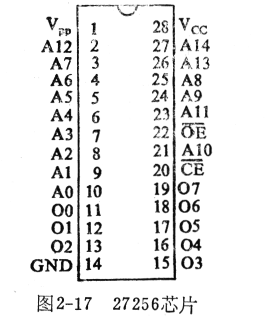 Vpp 1 28 VCC
A12 2 27 A14
A7 3 26 A13
A6 4 25 A8
A5 5 24 A9
A4 6 23 A11
A3 7 22 O̅E̅
A2 8 21 A10
A1 9 20 C̅E̅
A0 10 19 O7
O0 11 18 O6
O1 12 17 O5
O2 13 16 O4
GND 14 15 O3
图2-17 27256芯片